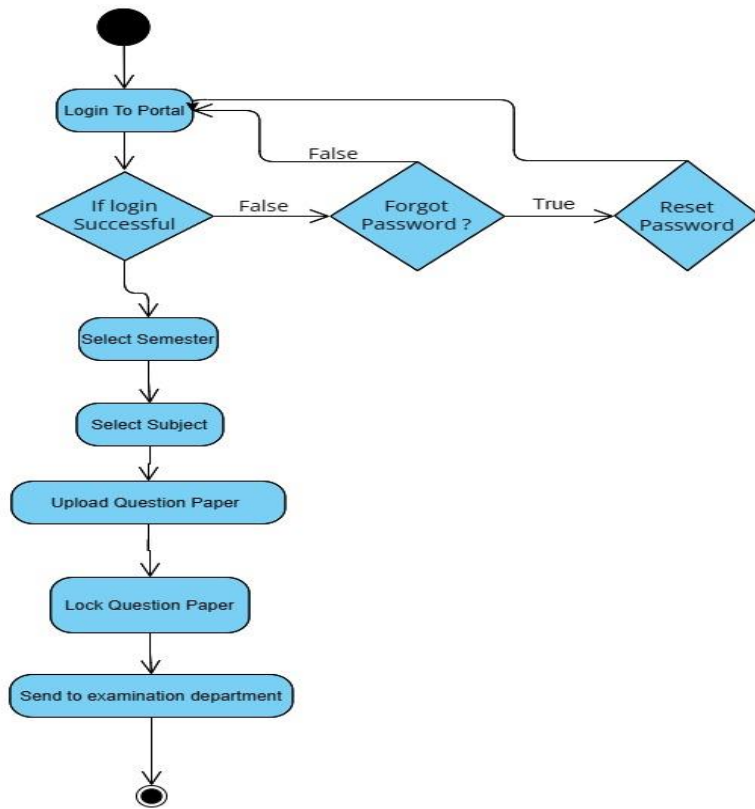 Login To Portal
False
If login
Successful
False
Forgot
Password ?
True
Reset
Password
Select Semester
Select Subject
Upload Question Paper
Lock Question Paper
Send to examination department